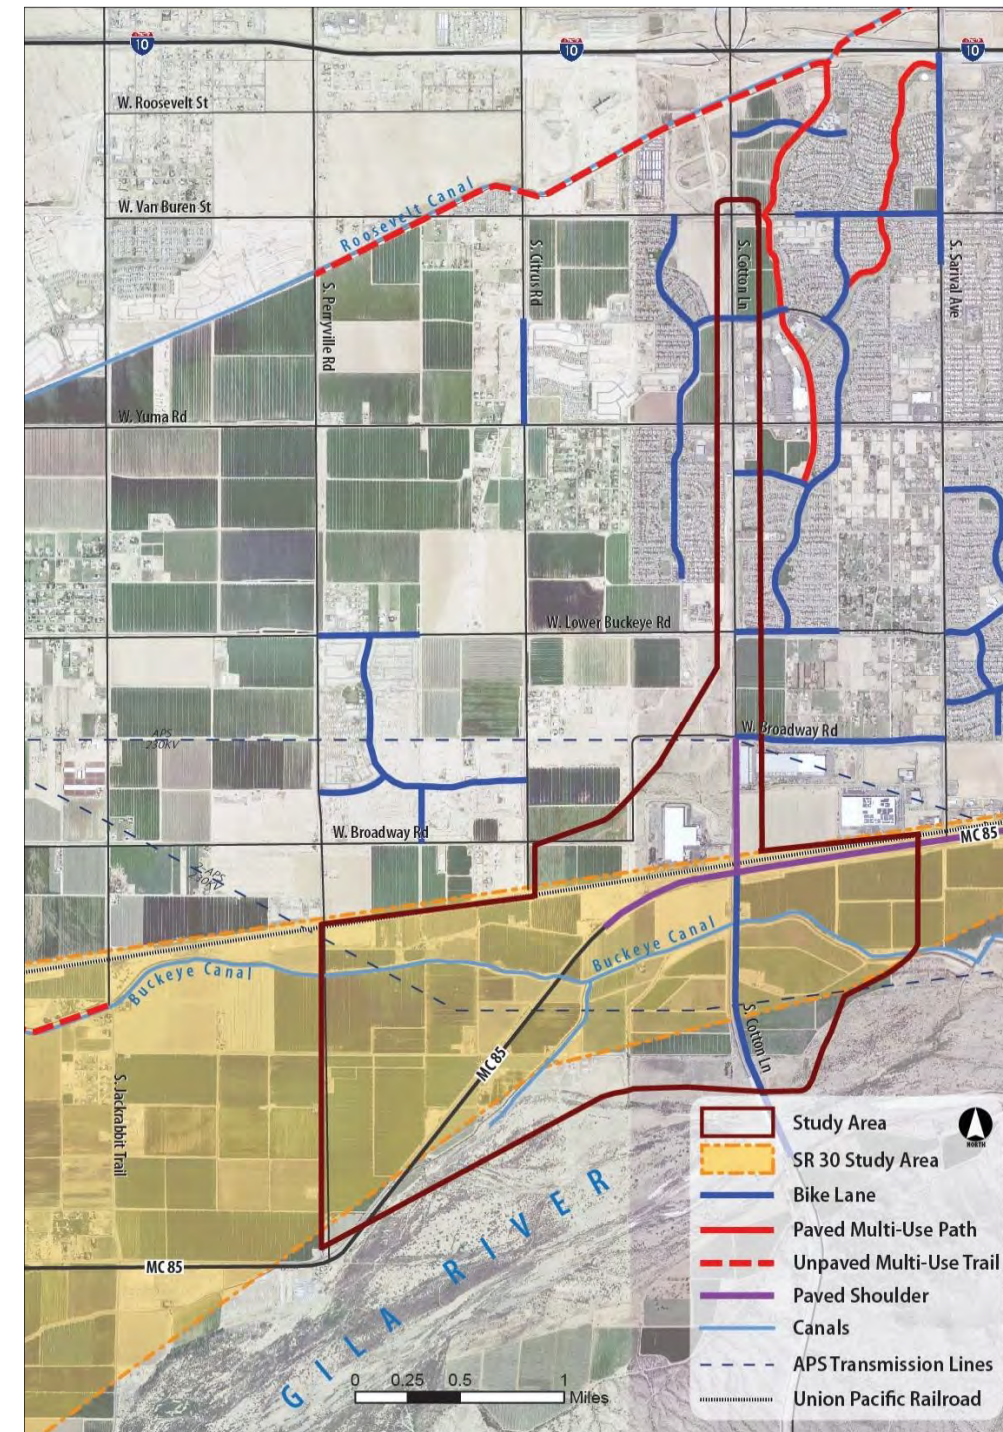 10
10
10
W. Roosevelt St
W. Van Buren St
Roosevelt Canal
S. Perryville Rd
S. Citrus Rd
S. Cotton Ln
S. Sarival Ave
W. Yuma Rd
W. Lower Buckeye Rd
W. Broadway Rd
APS
230KV
W. Broadway Rd
MC 85
APS
230KV
Buckeye Canal
Buckeye Canal
S. Cotton Ln
MC 85
S. Jackrabbit Trail
MC 85
GILA RIVER
Study Area
NORTH
SR 30 Study Area
Bike Lane
Paved Multi-Use Path
Unpaved Multi-Use Trail
Paved Shoulder
Canals
APS Transmission Lines
Union Pacific Railroad
0 0.25 0.5 1
Miles